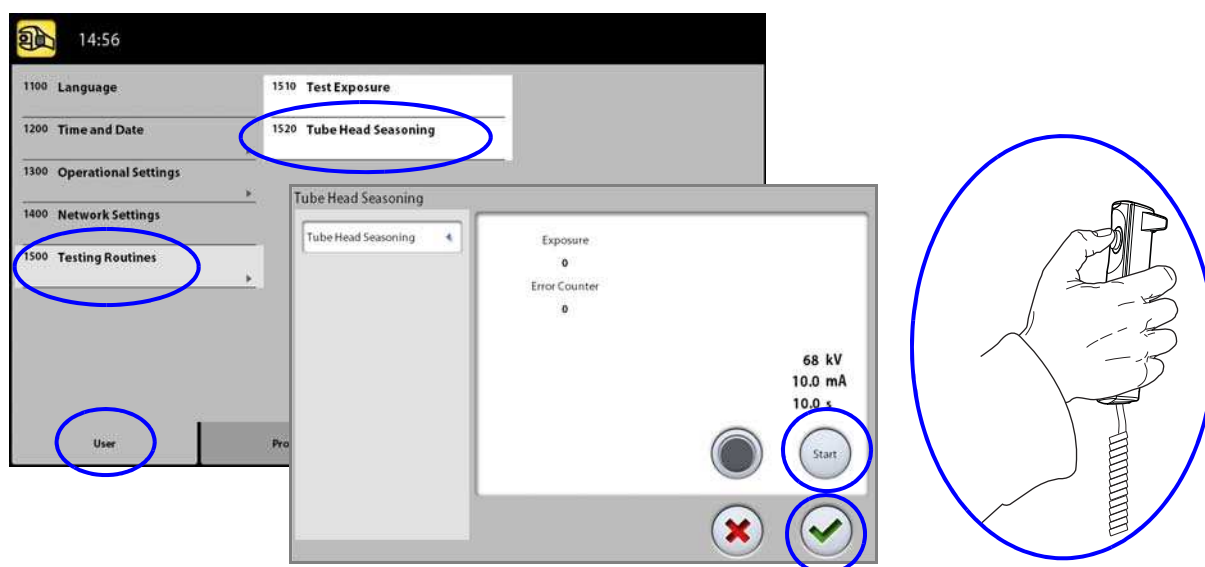 14:56
1100 Language
1200 Time and Date
1300 Operational Settings
1400 Network Settings
1500 Testing Routines
1510 Test Exposure
1520 Tube Head Seasoning
User
Pro
Tube Head Seasoning
Tube Head Seasoning
Exposure
0
Error Counter
0
68 kV
10.0 mA
10.0 s
Start